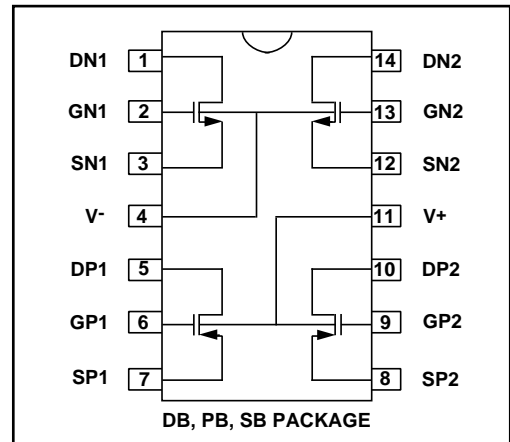 DN1 1 14 DN2
GN1 2 13 GN2
SN1 3 12 SN2
V- 4 11 V+
DP1 5 10 DP2
GP1 6 9 GP2
SP1 7 8 SP2
DB, PB, SB PACKAGE